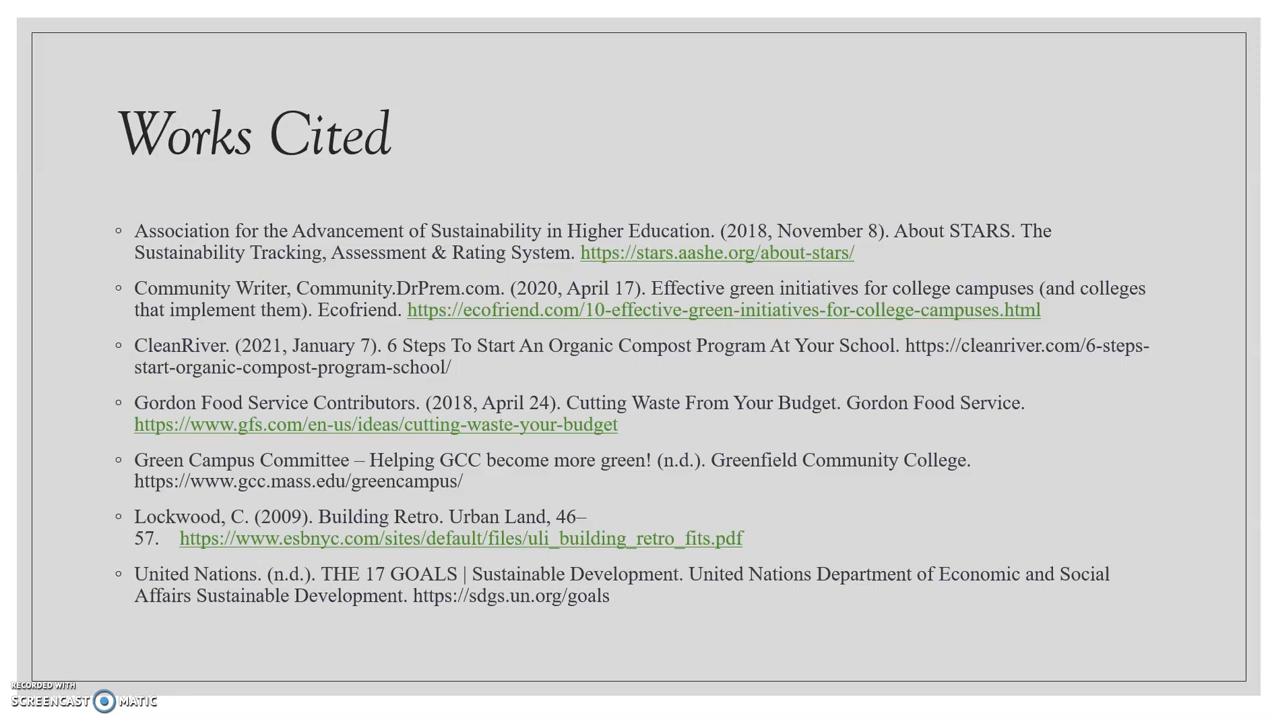 Works Cited
◦ Association for the Advancement of Sustainability in Higher Education. (2018, November 8). About STARS. The
Sustainability Tracking, Assessment & Rating System. https://stars.aashe.org/about-stars/
◦ Community Writer, Community.DrPrem.com. (2020, April 17). Effective green initiatives for college campuses (and colleges
that implement them). Ecofriend. https://ecofriend.com/10-effective-green-initiatives-for-college-campuses.html
◦ CleanRiver. (2021, January 7). 6 Steps To Start An Organic Compost Program At Your School. https://cleanriver.com/6-steps-
start-organic-compost-program-school/
◦ Gordon Food Service Contributors. (2018, April 24). Cutting Waste From Your Budget. Gordon Food Service.
https://www.gfs.com/en-us/ideas/cutting-waste-your-budget
◦ Green Campus Committee – Helping GCC become more green! (n.d.). Greenfield Community College.
https://www.gcc.mass.edu/greencampus/
◦ Lockwood, C. (2009). Building Retro. Urban Land, 46–
57. https://www.esbnyc.com/sites/default/files/uli_building_retro_fits.pdf
◦ United Nations. (n.d.). THE 17 GOALS | Sustainable Development. United Nations Department of Economic and Social
Affairs Sustainable Development. https://sdgs.un.org/goals
RECORDED WITH
SCREENCAST MATIC